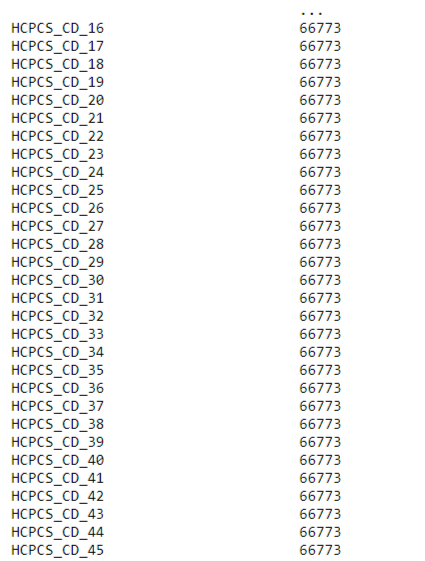 ...
HCPCS_CD_16 66773
HCPCS_CD_17 66773
HCPCS_CD_18 66773
HCPCS_CD_19 66773
HCPCS_CD_20 66773
HCPCS_CD_21 66773
HCPCS_CD_22 66773
HCPCS_CD_23 66773
HCPCS_CD_24 66773
HCPCS_CD_25 66773
HCPCS_CD_26 66773
HCPCS_CD_27 66773
HCPCS_CD_28 66773
HCPCS_CD_29 66773
HCPCS_CD_30 66773
HCPCS_CD_31 66773
HCPCS_CD_32 66773
HCPCS_CD_33 66773
HCPCS_CD_34 66773
HCPCS_CD_35 66773
HCPCS_CD_36 66773
HCPCS_CD_37 66773
HCPCS_CD_38 66773
HCPCS_CD_39 66773
HCPCS_CD_40 66773
HCPCS_CD_41 66773
HCPCS_CD_42 66773
HCPCS_CD_43 66773
HCPCS_CD_44 66773
HCPCS_CD_45 66773